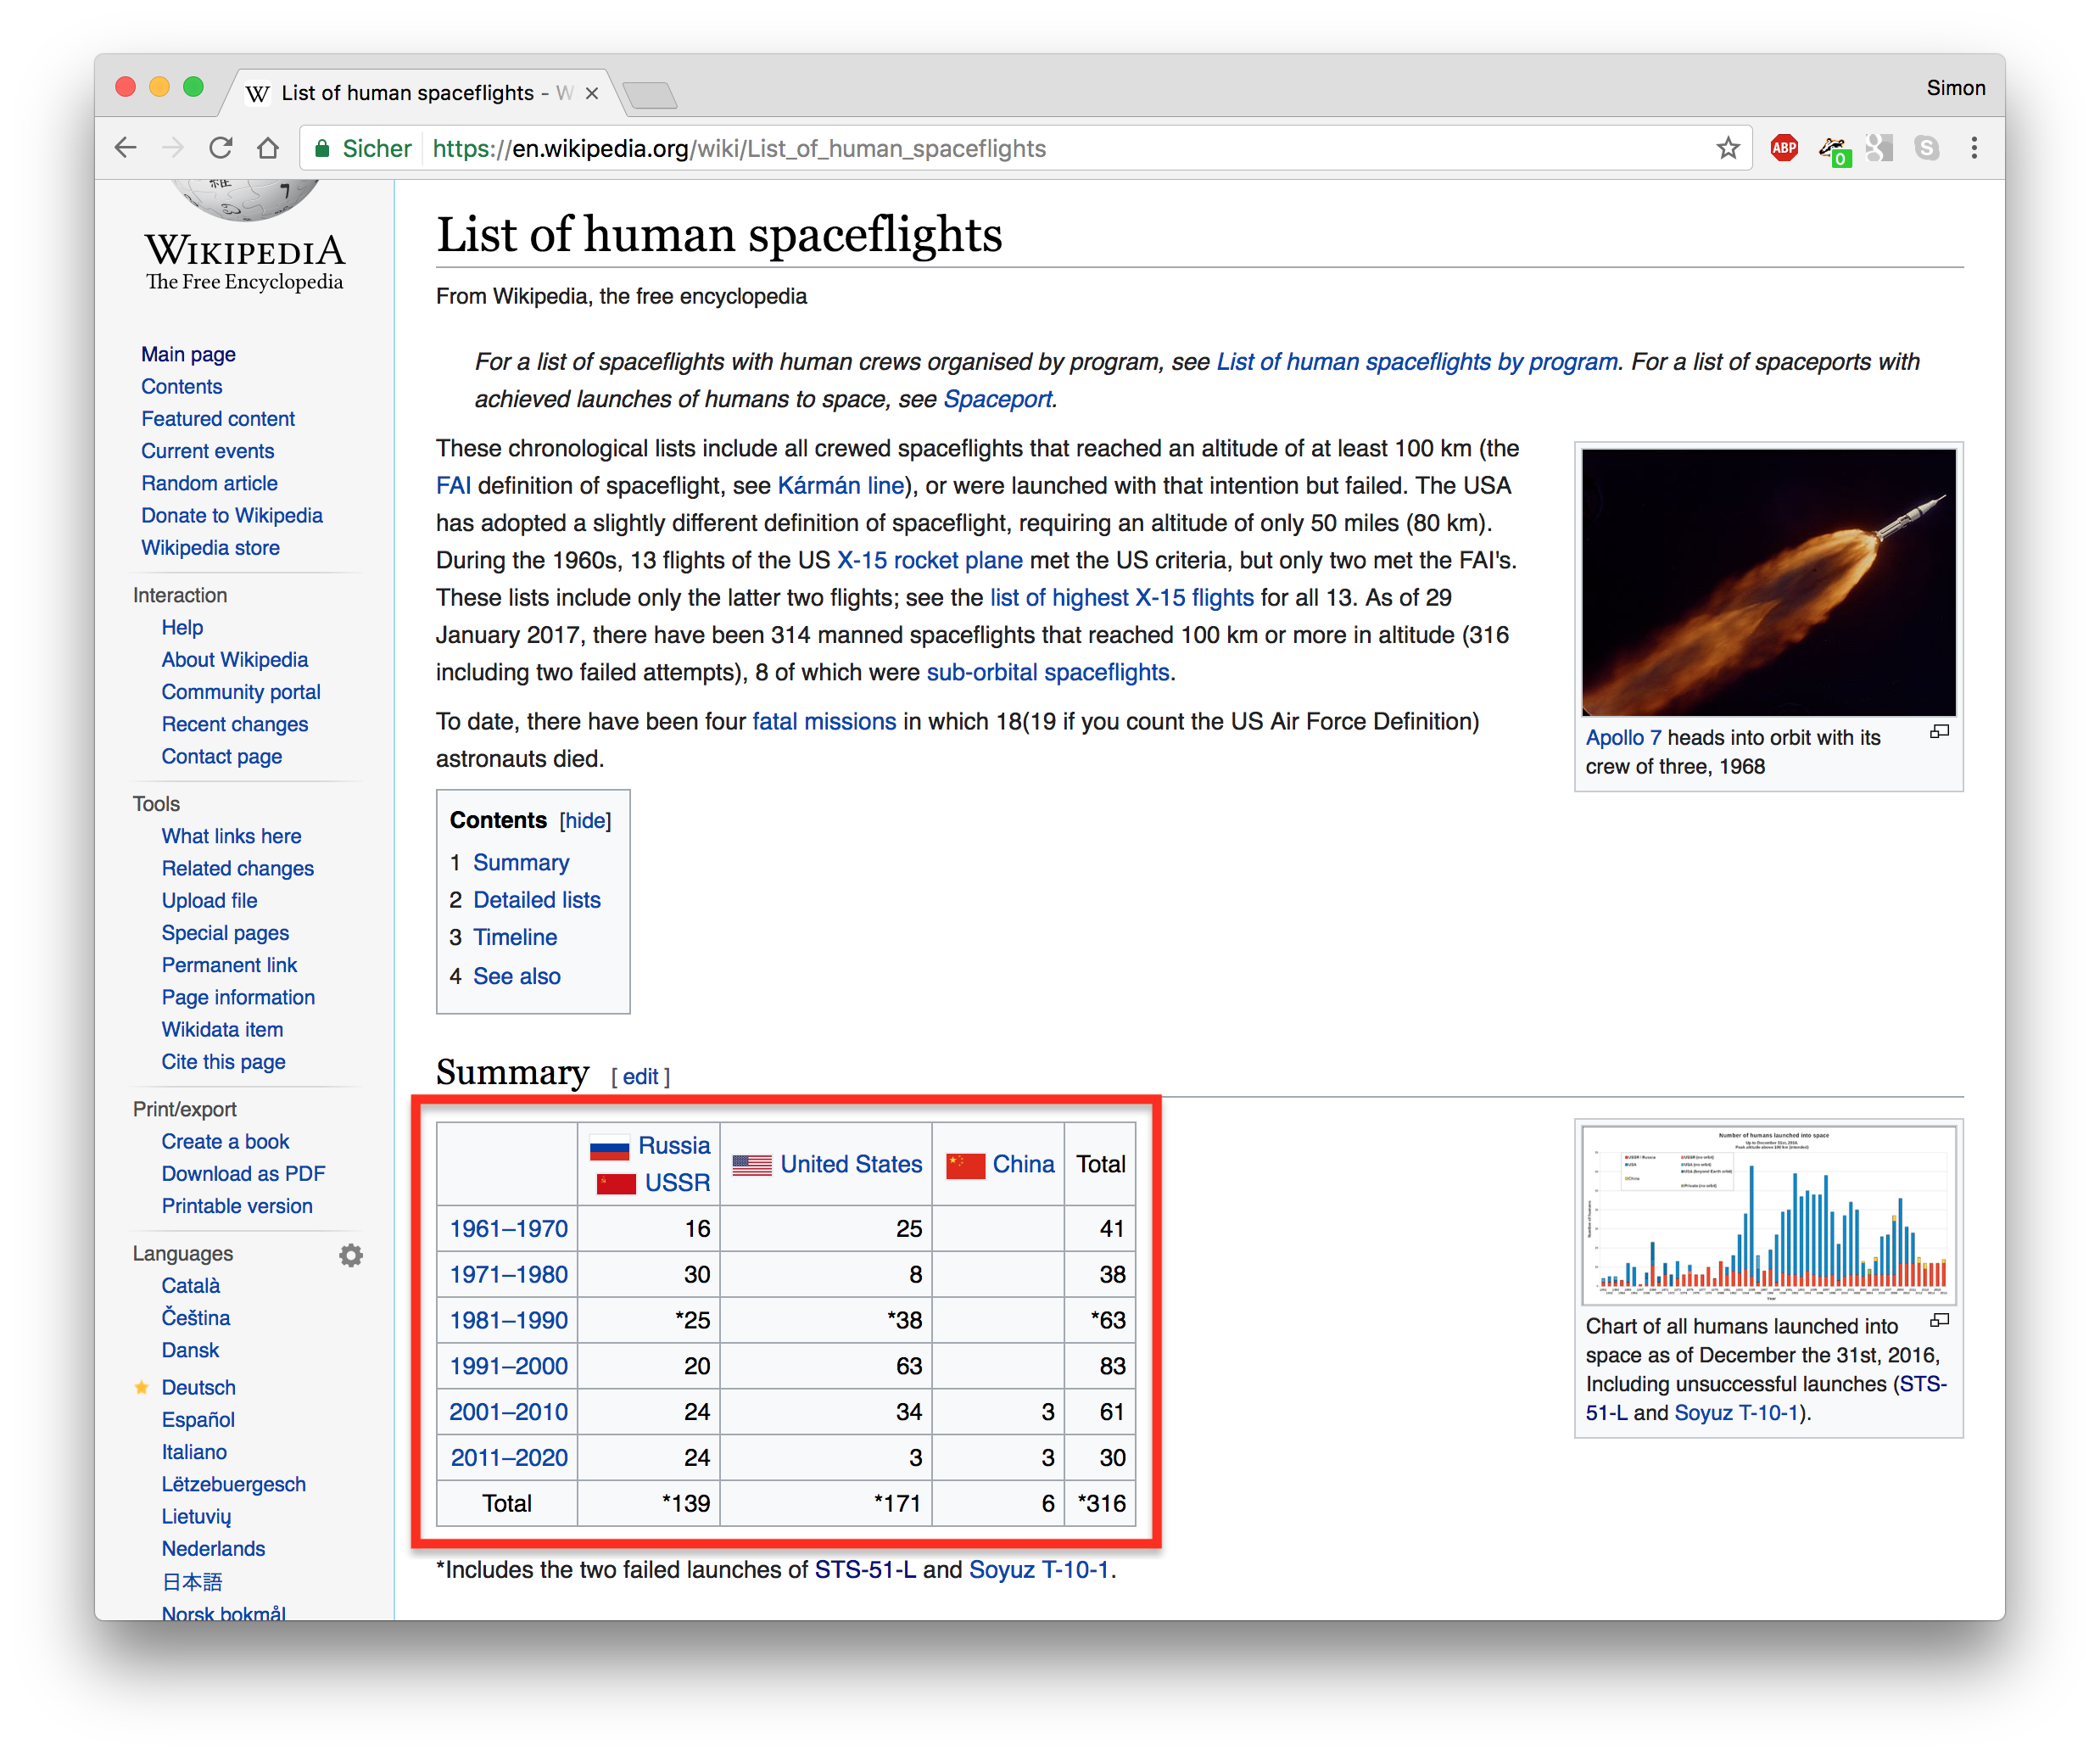 List of human spaceflights - W
Simon
Sicher https://en.wikipedia.org/wiki/List_of_human_spaceflights
ABP
0
WIKIPEDIA
The Free Encyclopedia
Main page
Contents
Featured content
Current events
Random article
Donate to Wikipedia
Wikipedia store
Interaction
Help
About Wikipedia
Community portal
Recent changes
Contact page
Tools
What links here
Related changes
Upload file
Special pages
Permanent link
Page information
Wikidata item
Cite this page
Print/export
Create a book
Download as PDF
Printable version
Languages
Català
Čeština
Dansk
Deutsch
Español
Italiano
Lëtzebuergesch
Lietuvių
Nederlands
日本語
Norsk bokmål
List of human spaceflights
From Wikipedia, the free encyclopedia
For a list of spaceflights with human crews organised by program, see List of human spaceflights by program. For a list of spaceports with
achieved launches of humans to space, see Spaceport.
These chronological lists include all crewed spaceflights that reached an altitude of at least 100 km (the
FAI definition of spaceflight, see Kármán line), or were launched with that intention but failed. The USA
has adopted a slightly different definition of spaceflight, requiring an altitude of only 50 miles (80 km).
During the 1960s, 13 flights of the US X-15 rocket plane met the US criteria, but only two met the FAI's.
These lists include only the latter two flights; see the list of highest X-15 flights for all 13. As of 29
January 2017, there have been 314 manned spaceflights that reached 100 km or more in altitude (316
including two failed attempts), 8 of which were sub-orbital spaceflights.
To date, there have been four fatal missions in which 18(19 if you count the US Air Force Definition)
astronauts died.
Apollo 7 heads into orbit with its
crew of three, 1968
Contents [hide]
1 Summary
2 Detailed lists
3 Timeline
4 See also
Summary [ edit ]
Russia
USSR United States China Total
1961–1970 16 25 41
1971–1980 30 8 38
1981–1990 *25 *38 *63
1991–2000 20 63 83
2001–2010 24 34 3 61
2011–2020 24 3 3 30
Total *139 *171 6 *316
*Includes the two failed launches of STS-51-L and Soyuz T-10-1.
Number of humans launched into space
Chart of all humans launched into
space as of December the 31st, 2016,
Including unsuccessful launches (STS-
51-L and Soyuz T-10-1).